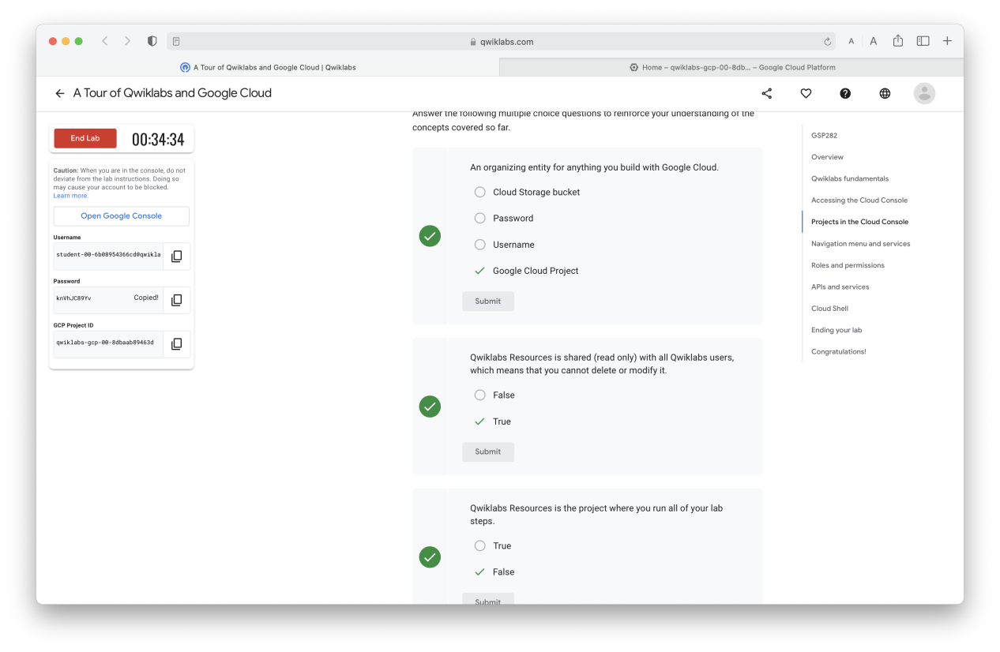 qwiklabs.com
A A
A Tour of Qwiklabs and Google Cloud | Qwiklabs
Home – qwiklabs-gcp-00-8db... – Google Cloud Platform
A Tour of Qwiklabs and Google Cloud
End Lab
00:34:34
Caution: When you are in the console, do not
deviate from the lab instructions. Doing so
may cause your account to be blocked.
Learn more.
Open Google Console
Username
student-00-6b08954366cd@qwikla
Password
knVhJC89Yv
Copied!
GCP Project ID
qwiklabs-gcp-00-8dbaab89463d
Answer the following multiple choice questions to reinforce your understanding of the
concepts covered so far.
An organizing entity for anything you build with Google Cloud.
Cloud Storage bucket
Password
Username
Google Cloud Project
Submit
Qwiklabs Resources is shared (read only) with all Qwiklabs users,
which means that you cannot delete or modify it.
False
True
Submit
Qwiklabs Resources is the project where you run all of your lab
steps.
True
False
Submit
GSP282
Overview
Qwiklabs fundamentals
Accessing the Cloud Console
Projects in the Cloud Console
Navigation menu and services
Roles and permissions
APIs and services
Cloud Shell
Ending your lab
Congratulations!